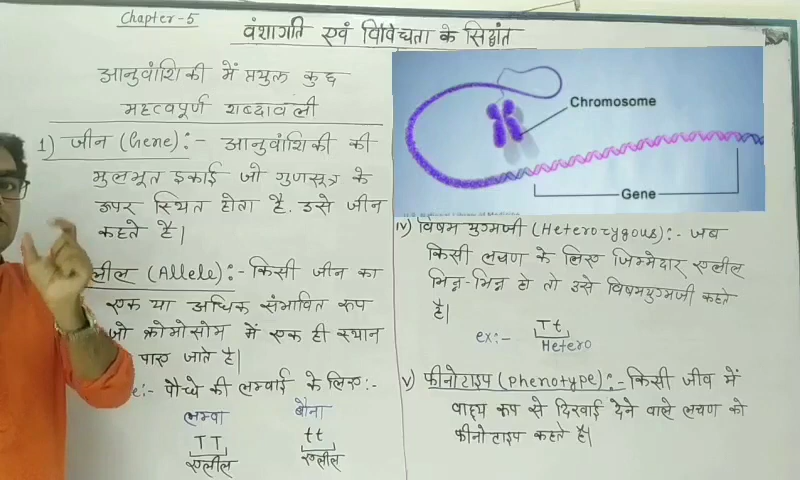 Chapter-5
वंशागति एवं विविधता के सिद्धांत
आनुवांशिकी में प्रयुक्त कुछ
महत्वपूर्ण शब्दावली
1) जीन (Gene):- आनुवांशिकी की
मुलभूत इकाई जो गुणसूत्र के
ऊपर स्थित होता है. उसे जीन
कहते है।
लील (Allele):- किसी जीन का
एक या अधिक संभावित रूप
जो क्रोमोसोम में एक ही स्थान
पाए जाते है।
e:- पौधे की लम्बाई के लिए:-
लम्बा बौना
TT tt
एलील एलील
Chromosome
Gene
iv) विषम युग्मजी (Heterozygous):- जब
किसी लक्षण के लिए जिम्मेदार एलील
भिन्न-भिन्न हो तो उसे विषमयुग्मजी कहते
है।
ex:- Tt
Hetero
v) फीनोटाइप (Phenotype):- किसी जीव में
वाह्य रूप से दिखाई देने वाले लक्षण को
फीनोटाइप कहते है।